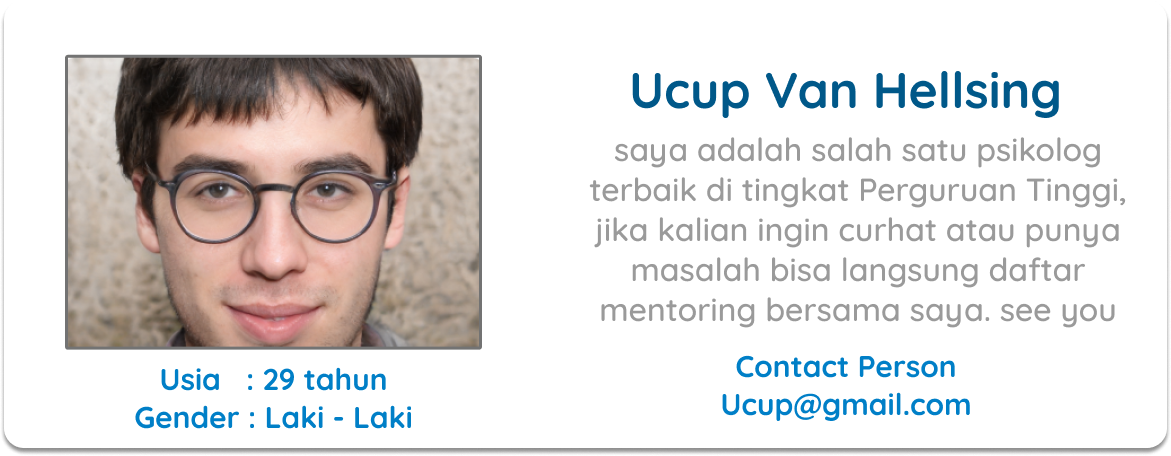 Ucup Van Hellsing
saya adalah salah satu psikolog
terbaik di tingkat Perguruan Tinggi,
jika kalian ingin curhat atau punya
masalah bisa langsung daftar
mentoring bersama saya. see you
Contact Person
Ucup@gmail.com
Usia : 29 tahun
Gender : Laki - Laki